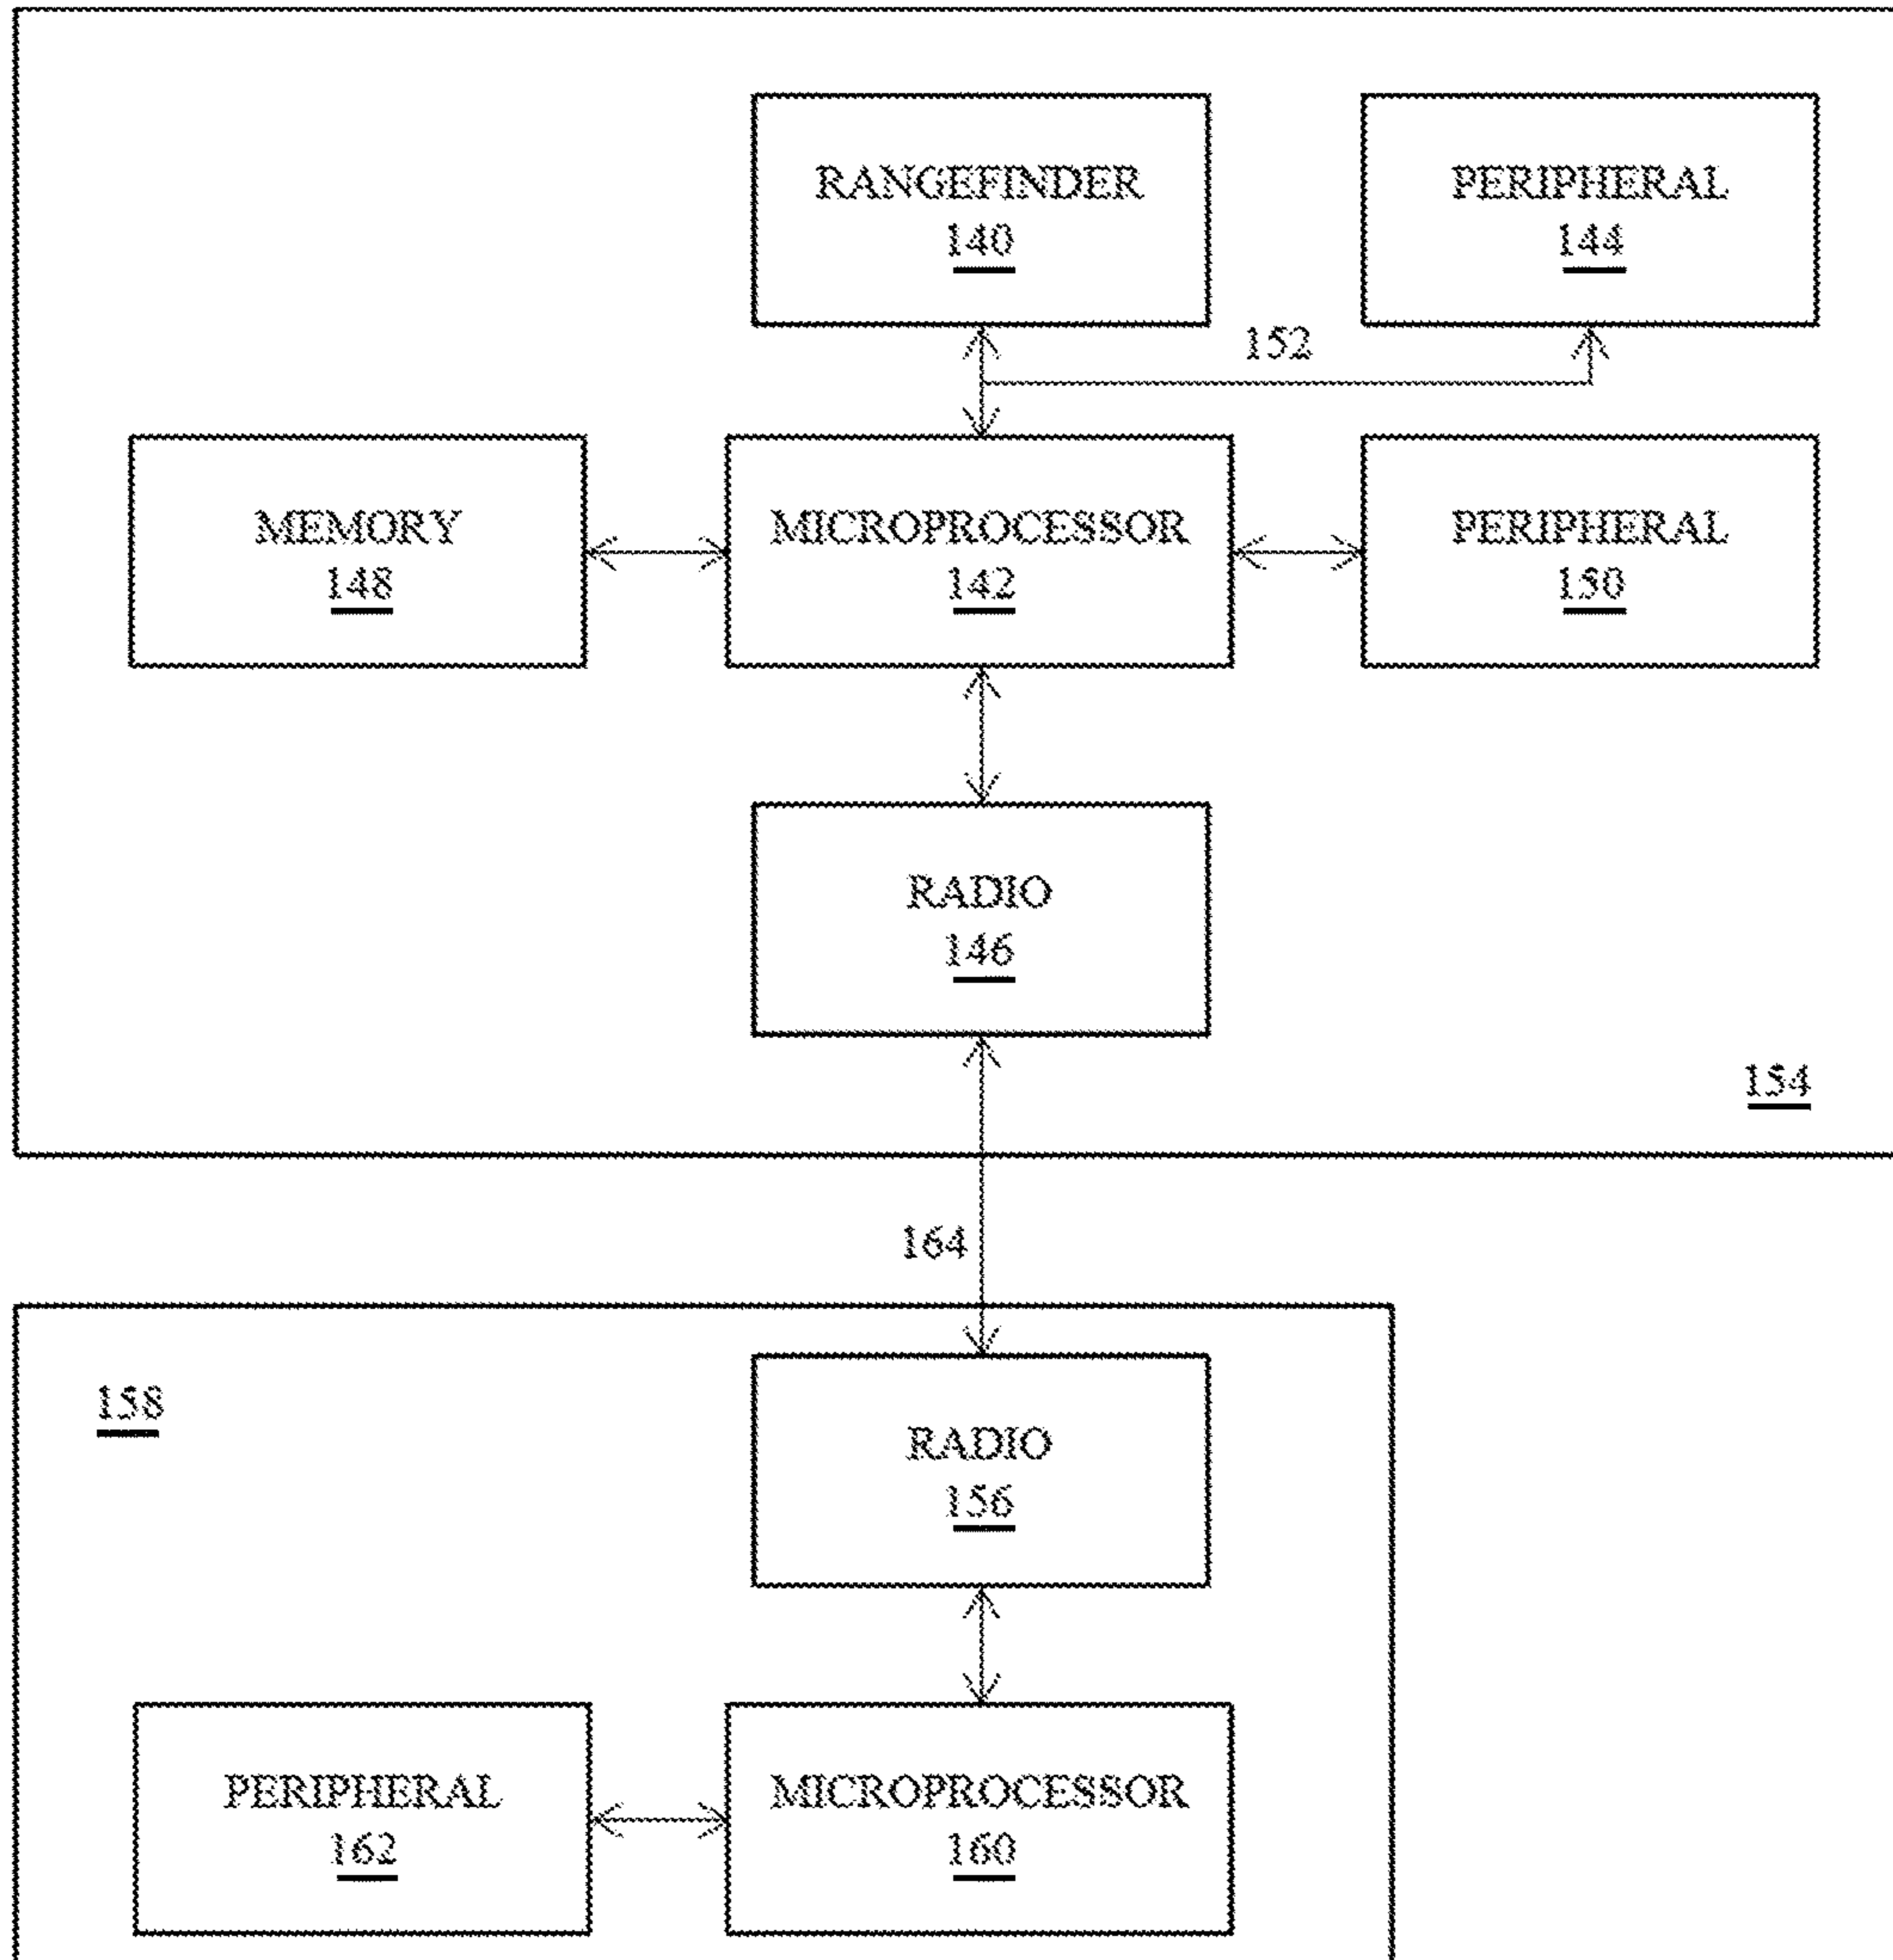 RANGEFINDER
140
PERIPHERAL
144
152
MEMORY
148
MICROPROCESSOR
142
PERIPHERAL
150
RADIO
146
154
164
158
RADIO
156
PERIPHERAL
162
MICROPROCESSOR
160